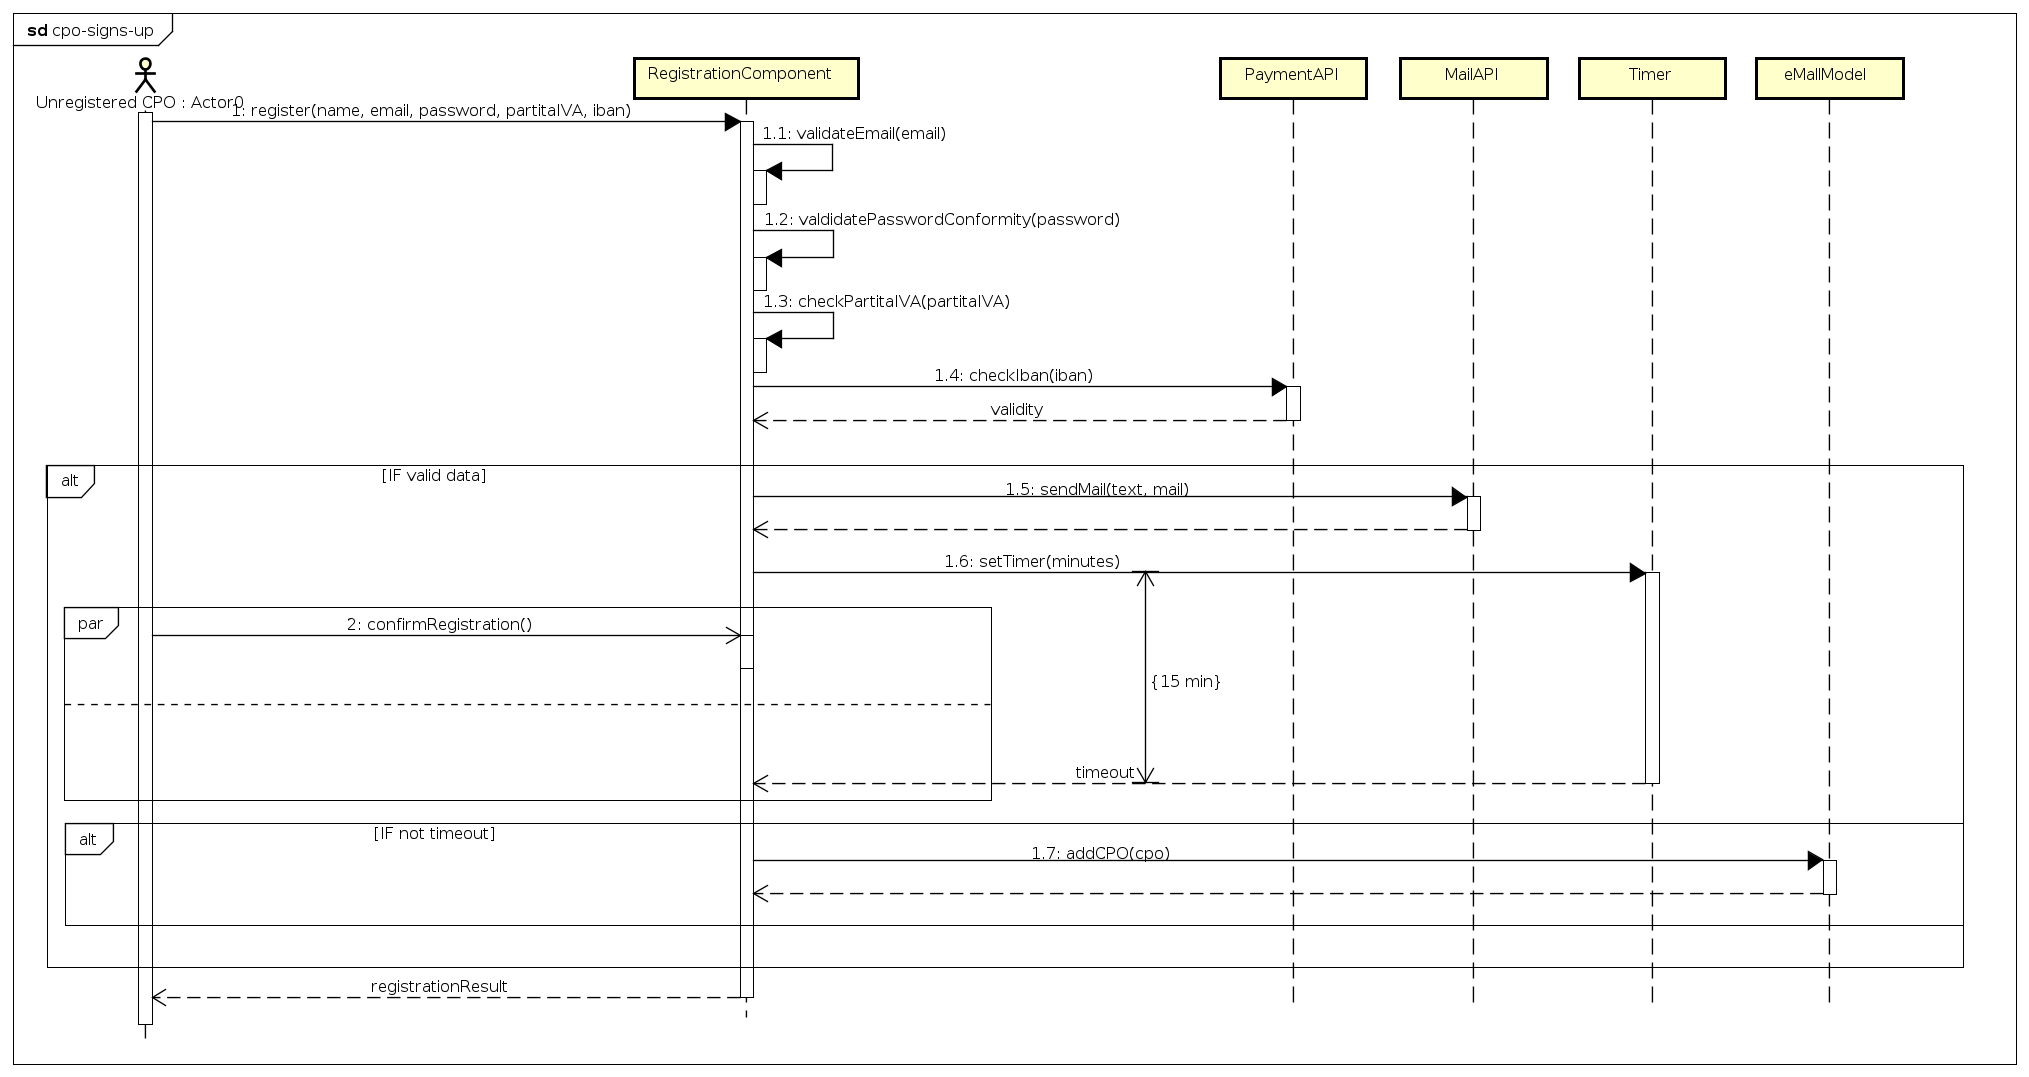 sd cpo-signs-up
Unregistered CPO : Actor0
RegistrationComponent
PaymentAPI
MailAPI
Timer
eMallModel
1: register(name, email, password, partitaIVA, iban)
1.1: validateEmail(email)
1.2: valdidatePasswordConformity(password)
1.3: checkPartitaIVA(partitaIVA)
1.4: checkIban(iban)
validity
alt
[IF valid data]
1.5: sendMail(text, mail)
1.6: setTimer(minutes)
par
2: confirmRegistration()
{15 min}
timeout
alt
[IF not timeout]
1.7: addCPO(cpo)
registrationResult